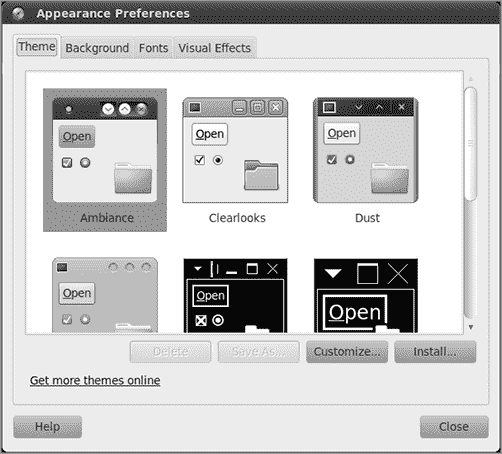 Appearance Preferences
Theme Background Fonts Visual Effects
Open Open Open
Ambiance Clearlooks Dust
Open Open Open
Delete Save As... Customize... Install...
Get more themes online
Help Close